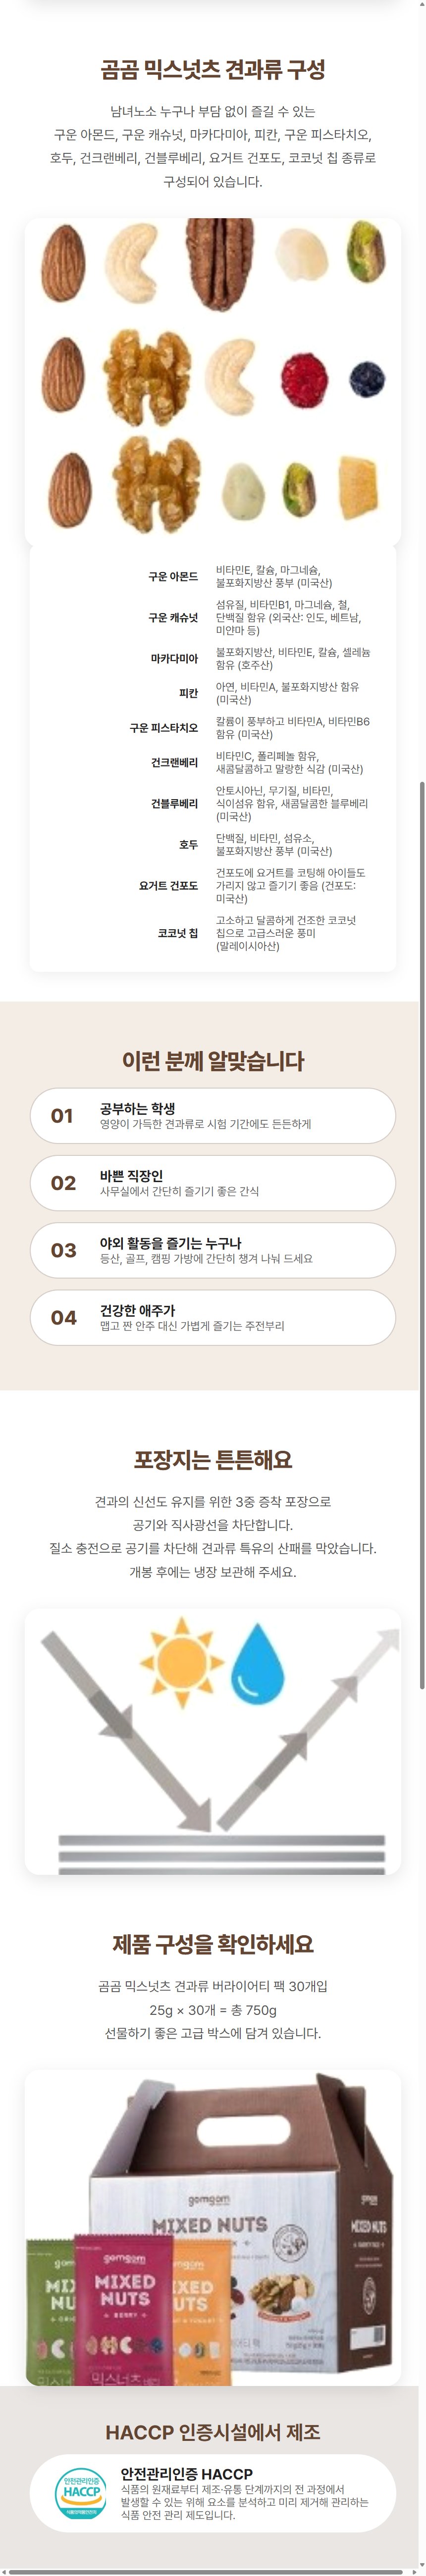 곰곰 믹스넛츠 견과류 구성
남녀노소 누구나 부담 없이 즐길 수 있는
구운 아몬드, 구운 캐슈넛, 마카다미아, 피칸, 구운 피스타치오,
호두, 건크랜베리, 건블루베리, 요거트 건포도, 코코넛 칩 종류로
구성되어 있습니다.
구운 아몬드
비타민E, 칼슘, 마그네슘,
불포화지방산 풍부 (미국산)
구운 캐슈넛
섬유질, 비타민B1, 마그네슘, 철,
단백질 함유 (외국산: 인도, 베트남,
미얀마 등)
마카다미아
불포화지방산, 비타민E, 칼슘, 셀레늄
함유 (호주산)
피칸
아연, 비타민A, 불포화지방산 함유
(미국산)
구운 피스타치오
칼륨이 풍부하고 비타민A, 비타민B6
함유 (미국산)
건크랜베리
비타민C, 폴리페놀 함유,
새콤달콤하고 말랑한 식감 (미국산)
건블루베리
안토시아닌, 무기질, 비타민,
식이섬유 함유, 새콤달콤한 블루베리
(미국산)
호두
단백질, 비타민, 섬유소,
불포화지방산 풍부 (미국산)
요거트 건포도
건포도에 요거트를 코팅해 아이들도
가리지 않고 즐기기 좋음 (건포도:
미국산)
코코넛 칩
고소하고 달콤하게 건조한 코코넛
칩으로 고급스러운 풍미
(말레이시아산)
이런 분께 알맞습니다
01
공부하는 학생
영양이 가득한 견과류로 시험 기간에도 든든하게
02
바쁜 직장인
사무실에서 간단히 즐기기 좋은 간식
03
야외 활동을 즐기는 누구나
등산, 골프, 캠핑 가방에 간단히 챙겨 나눠 드세요
04
건강한 애주가
맵고 짠 안주 대신 가볍게 즐기는 주전부리
포장지는 튼튼해요
견과의 신선도 유지를 위한 3중 증착 포장으로
공기와 직사광선을 차단합니다.
질소 충전으로 공기를 차단해 견과류 특유의 산패를 막았습니다.
개봉 후에는 냉장 보관해 주세요.
제품 구성을 확인하세요
곰곰 믹스넛츠 견과류 버라이어티 팩 30개입
25g × 30개 = 총 750g
선물하기 좋은 고급 박스에 담겨 있습니다.
gomgom
MIXED NUTS
gomgom
MIXED
NUTS
BERRY
믹스넛츠
HACCP 인증시설에서 제조
안전관리인증
HACCP
안전관리인증 HACCP
식품의 원재료부터 제조·유통 단계까지의 전 과정에서
발생할 수 있는 위해 요소를 분석하고 미리 제거해 관리하는
식품 안전 관리 제도입니다.